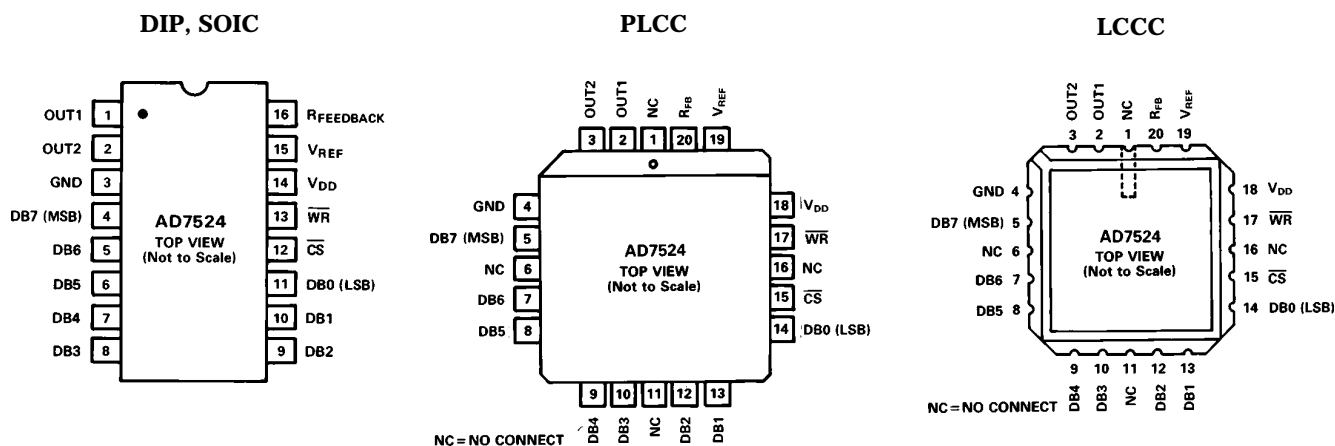 DIP, SOIC
OUT1 1
OUT2 2
GND 3
DB7 (MSB) 4
DB6 5
DB5 6
DB4 7
DB3 8
16 RFEEDBACK
15 VREF
14 VDD
13 WR
12 CS
11 DB0 (LSB)
10 DB1
9 DB2
AD7524
TOP VIEW
(Not to Scale)
PLCC
OUT2
OUT1
NC
RFB
VREF
3 2 1 20 19
GND 4
DB7 (MSB) 5
NC 6
DB6 7
DB5 8
18 VDD
17 WR
16 NC
15 CS
14 DB0 (LSB)
AD7524
TOP VIEW
(Not to Scale)
9 10 11 12 13
DB4
DB3
NC
DB2
DB1
NC = NO CONNECT
LCCC
OUT2
OUT1
NC
RFB
VREF
3 2 1 20 19
GND 4
DB7 (MSB) 5
NC 6
DB6 7
DB5 8
18 VDD
17 WR
16 NC
15 CS
14 DB0 (LSB)
AD7524
TOP VIEW
(Not to Scale)
9 10 11 12 13
DB4
DB3
NC
DB2
DB1
NC = NO CONNECT